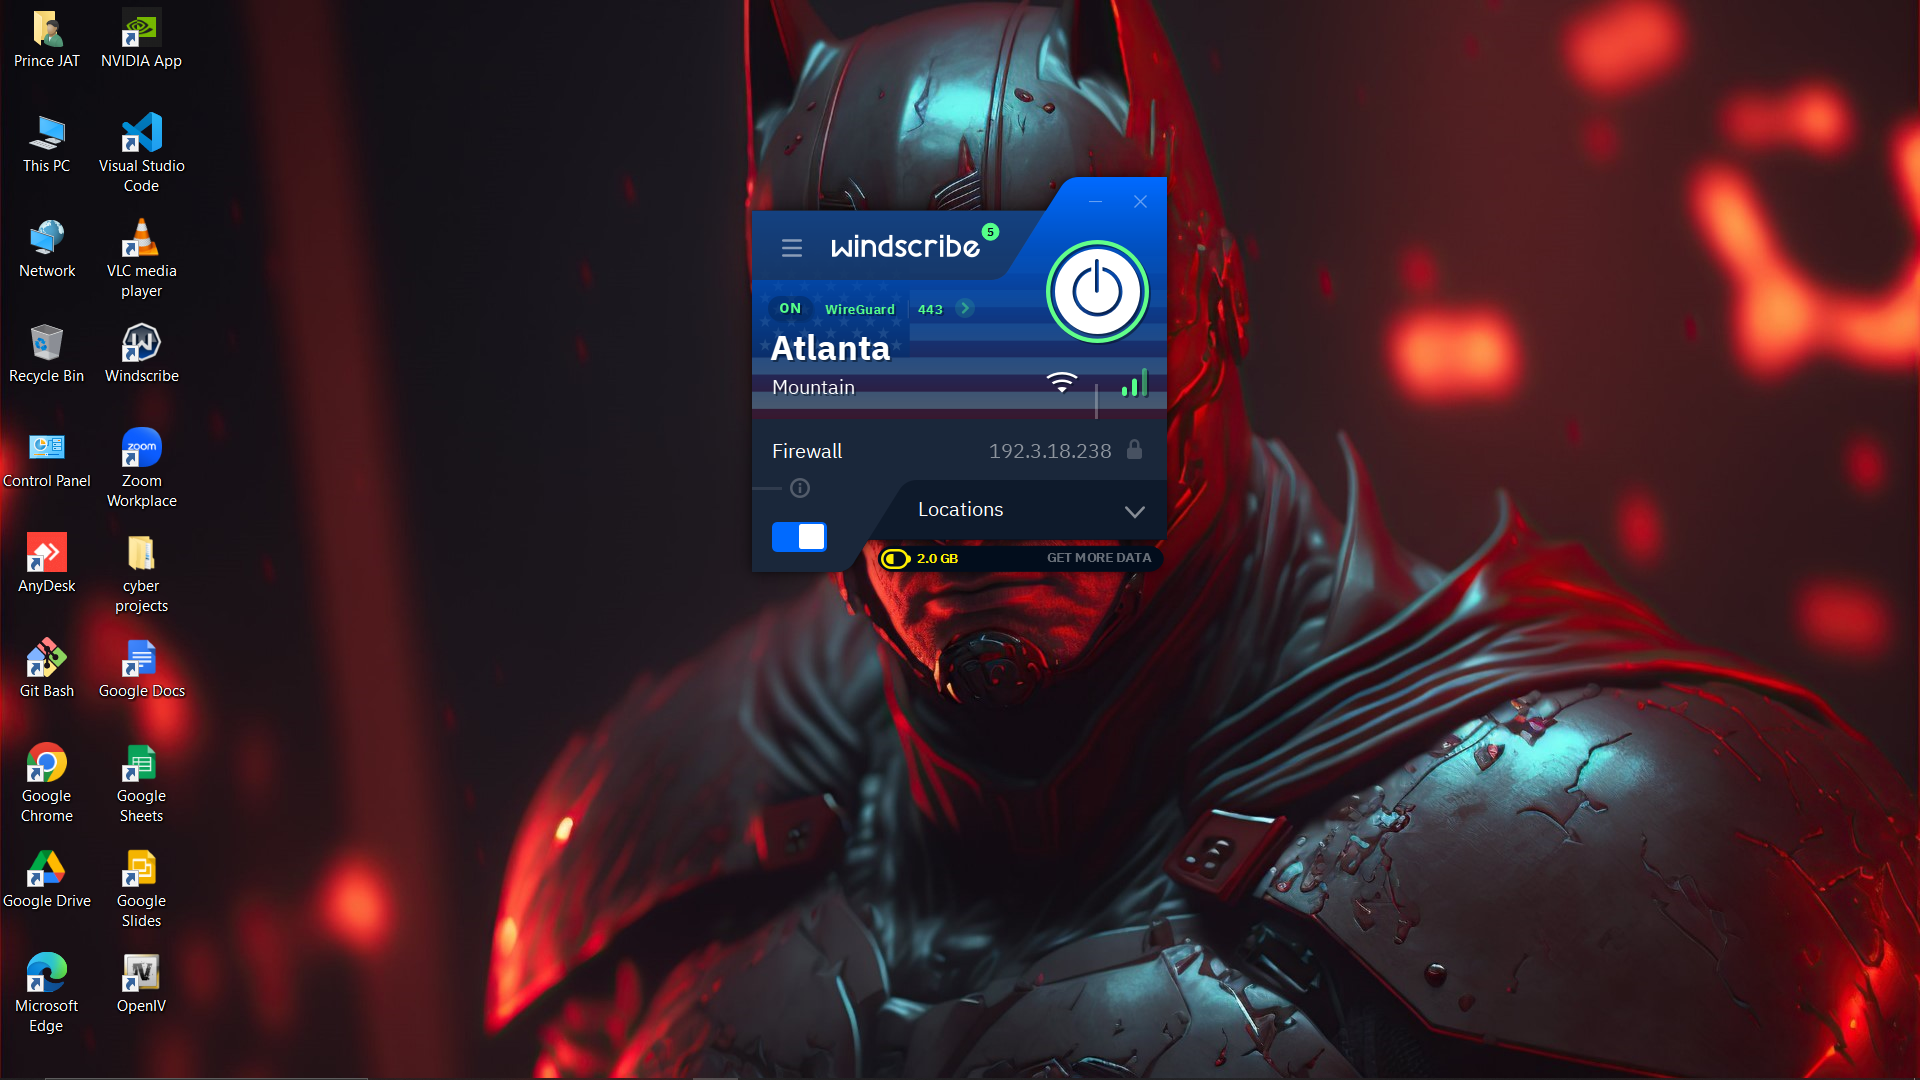 Prince JAT
NVIDIA App
This PC
Visual Studio
Code
Network
VLC media
player
Recycle Bin
Windscribe
Control Panel
zoom
Zoom
Workplace
AnyDesk
cyber
projects
Git Bash
Google Docs
Google
Chrome
Google
Sheets
Google Drive
Google
Slides
Microsoft
Edge
OpenIV
windscribe
5
ON WireGuard 443
Atlanta
Mountain
Firewall 192.3.18.238
Locations
2.0 GB GET MORE DATA